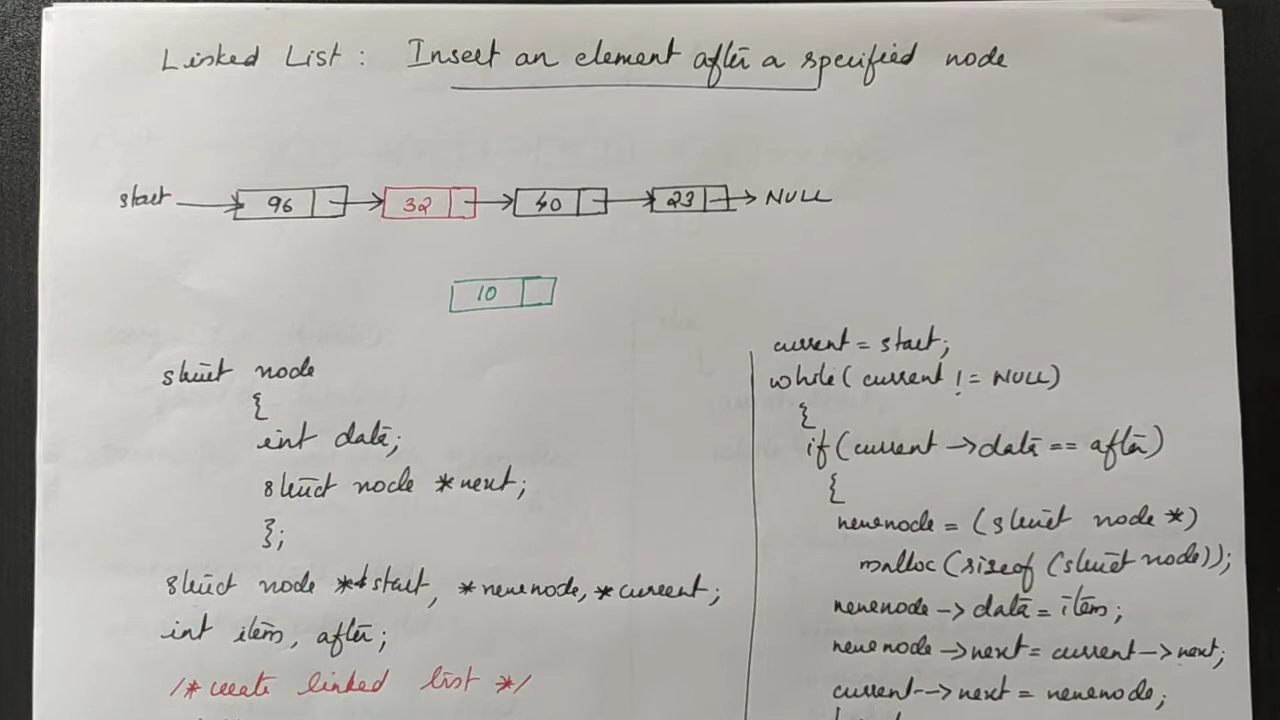 Linked List : Insert an element after a specified node
start 96 32 40 23 NULL
10
struct node
{
int data;
struct node *next;
};
struct node *start, *newnode, *current;
int item, after;
/* create linked list */
current = start;
while( current != NULL)
{
if(current ->data == after)
{
newnode = (struct node *)
malloc(sizeof (struct node));
newnode -> data = item;
newnode ->next = current -> next;
current -->next = newnode;